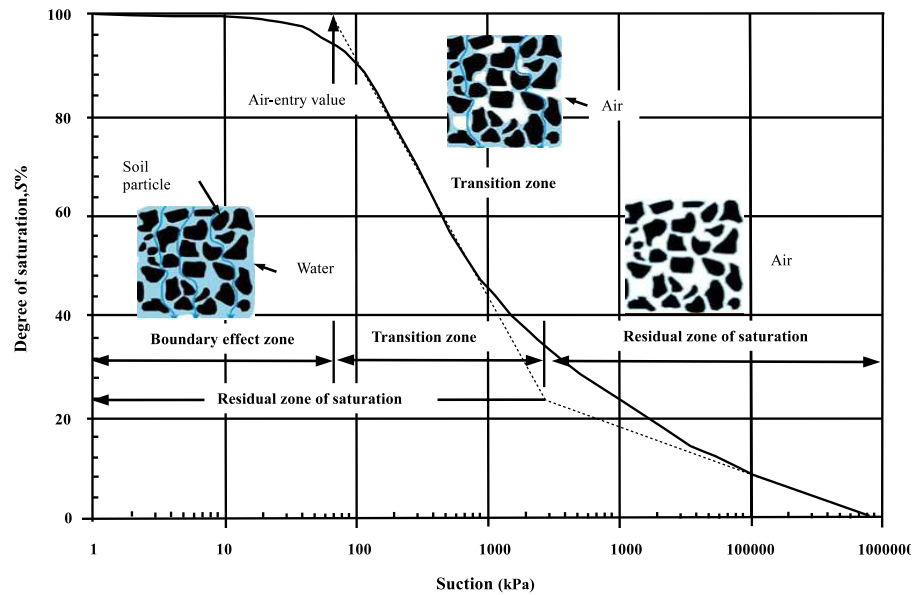 100
Air-entry value
Air
80
Soil
particle
Transition zone
60
Water
Air
40
Boundary effect zone
Transition zone
Residual zone of saturation
Residual zone of saturation
20
0
Degree of saturation,S%
1
10
100
1000
1000
100000
1000000
Suction (kPa)